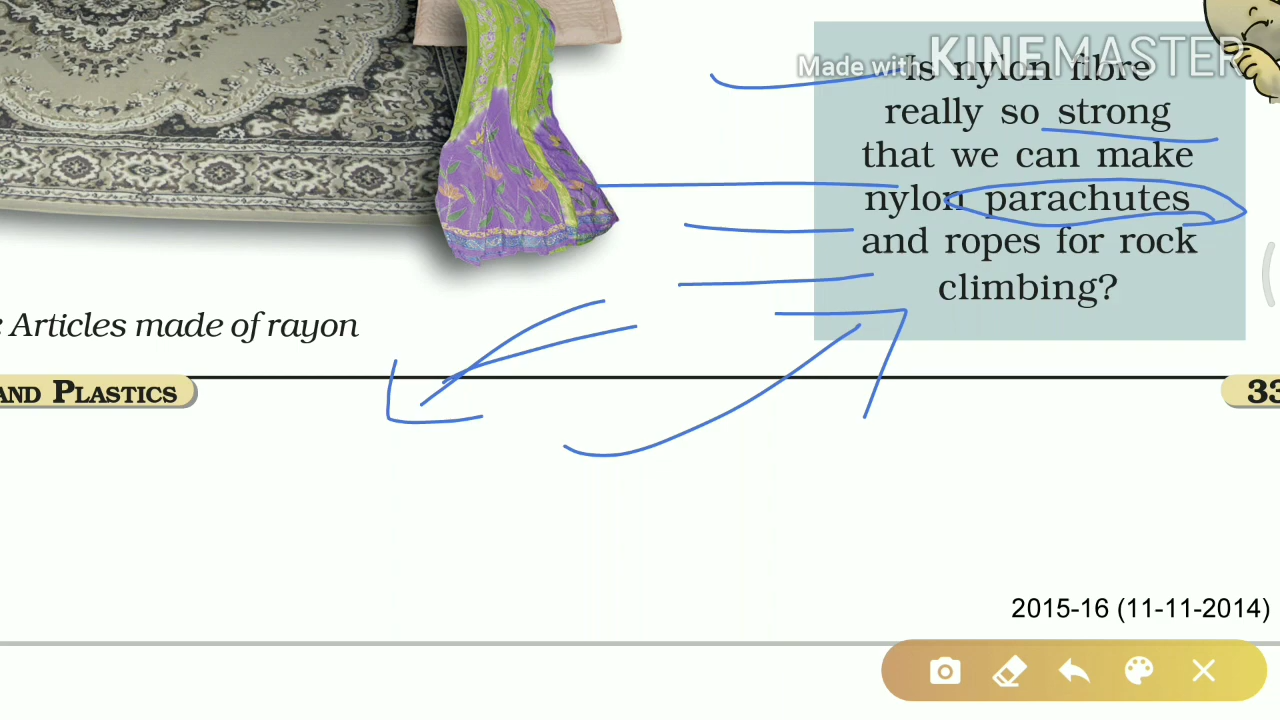 Made with KINEMASTER
Is nylon fibre
really so strong
that we can make
nylon parachutes
and ropes for rock
climbing?
: Articles made of rayon
AND PLASTICS
33
2015-16 (11-11-2014)